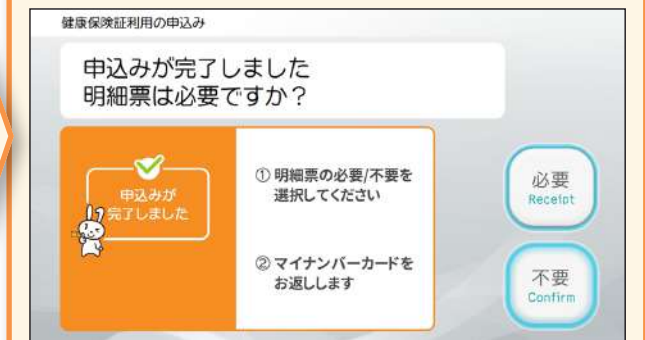 健康保険証利用の申込み
申込みが完了しました
明細票は必要ですか？
申込みが
完了しました
① 明細票の必要/不要を
選択してください
② マイナンバーカードを
お返しします
必要
Receipt
不要
Confirm